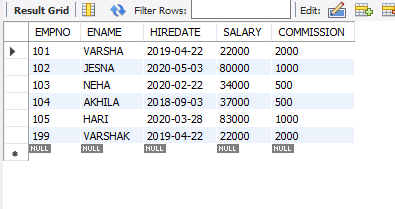 Result Grid Filter Rows: Edit:
EMPNO ENAME HIREDATE SALARY COMMISSION
101 VARSHA 2019-04-22 22000 2000
102 JESNA 2020-05-03 80000 1000
103 NEHA 2020-02-22 34000 500
104 AKHILA 2018-09-03 37000 500
105 HARI 2020-03-28 83000 1000
199 VARSHAK 2019-04-22 22000 2000
NULL NULL NULL NULL NULL